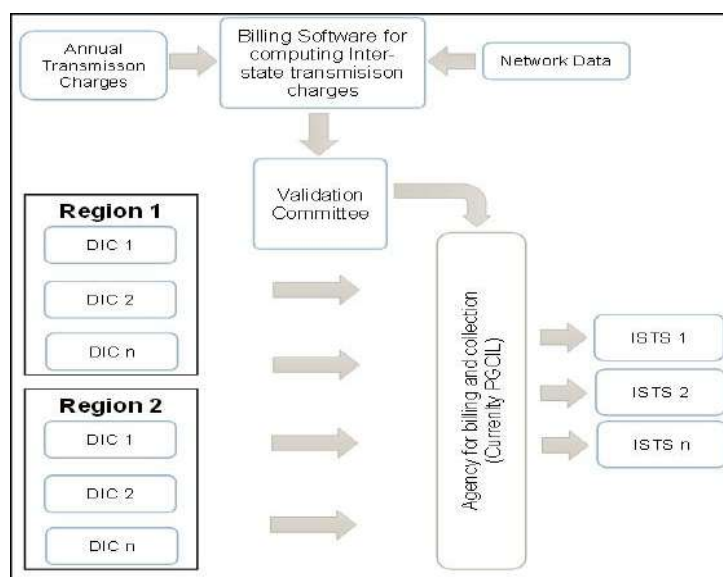 Annual
Transmisson
Charges
Billing Software for
computing Inter-
state transmisison
charges
Network Data
Validation
Committee
Region 1
DIC 1
DIC 2
DIC n
Region 2
DIC 1
DIC 2
DIC n
Agency for billing and collection
(Currently PGCIL)
ISTS 1
ISTS 2
ISTS n